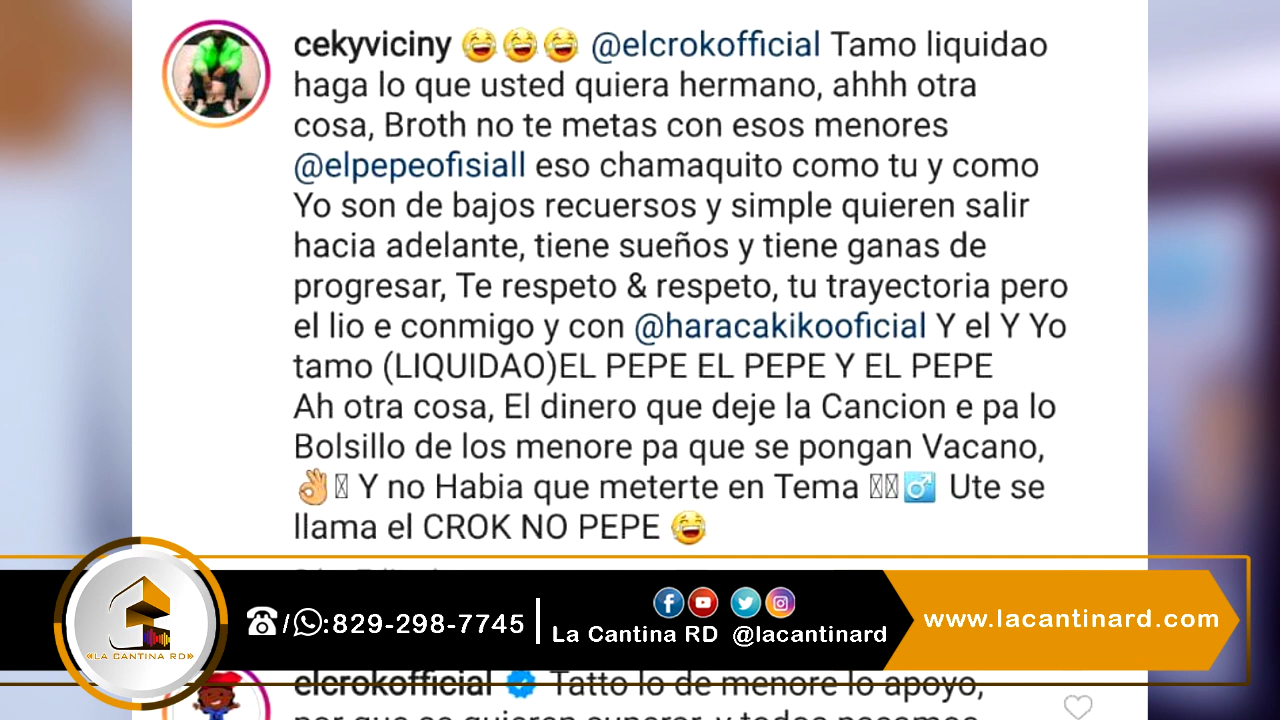 cekyviciny 😂😂😂 @elcrokofficial Tamo liquidao
haga lo que usted quiera hermano, ahhh otra
cosa, Broth no te metas con esos menores
@elpepeofisiall eso chamaquito como tu y como
Yo son de bajos recuersos y simple quieren salir
hacia adelante, tiene sueños y tiene ganas de
progresar, Te respeto & respeto, tu trayectoria pero
el lio e conmigo y con @haracakikooficial Y el Y Yo
tamo (LIQUIDAO)EL PEPE EL PEPE Y EL PEPE
Ah otra cosa, El dinero que deje la Cancion e pa lo
Bolsillo de los menore pa que se pongan Vacano,
👌 Y no Habia que meterte en Tema ♂️ Ute se
llama el CROK NO PEPE 😂
«LA CANTINA RD»
/ :829-298-7745
La Cantina RD @lacantinard
www.lacantinard.com
elcrokofficial Tatto lo de menore lo apoyo,